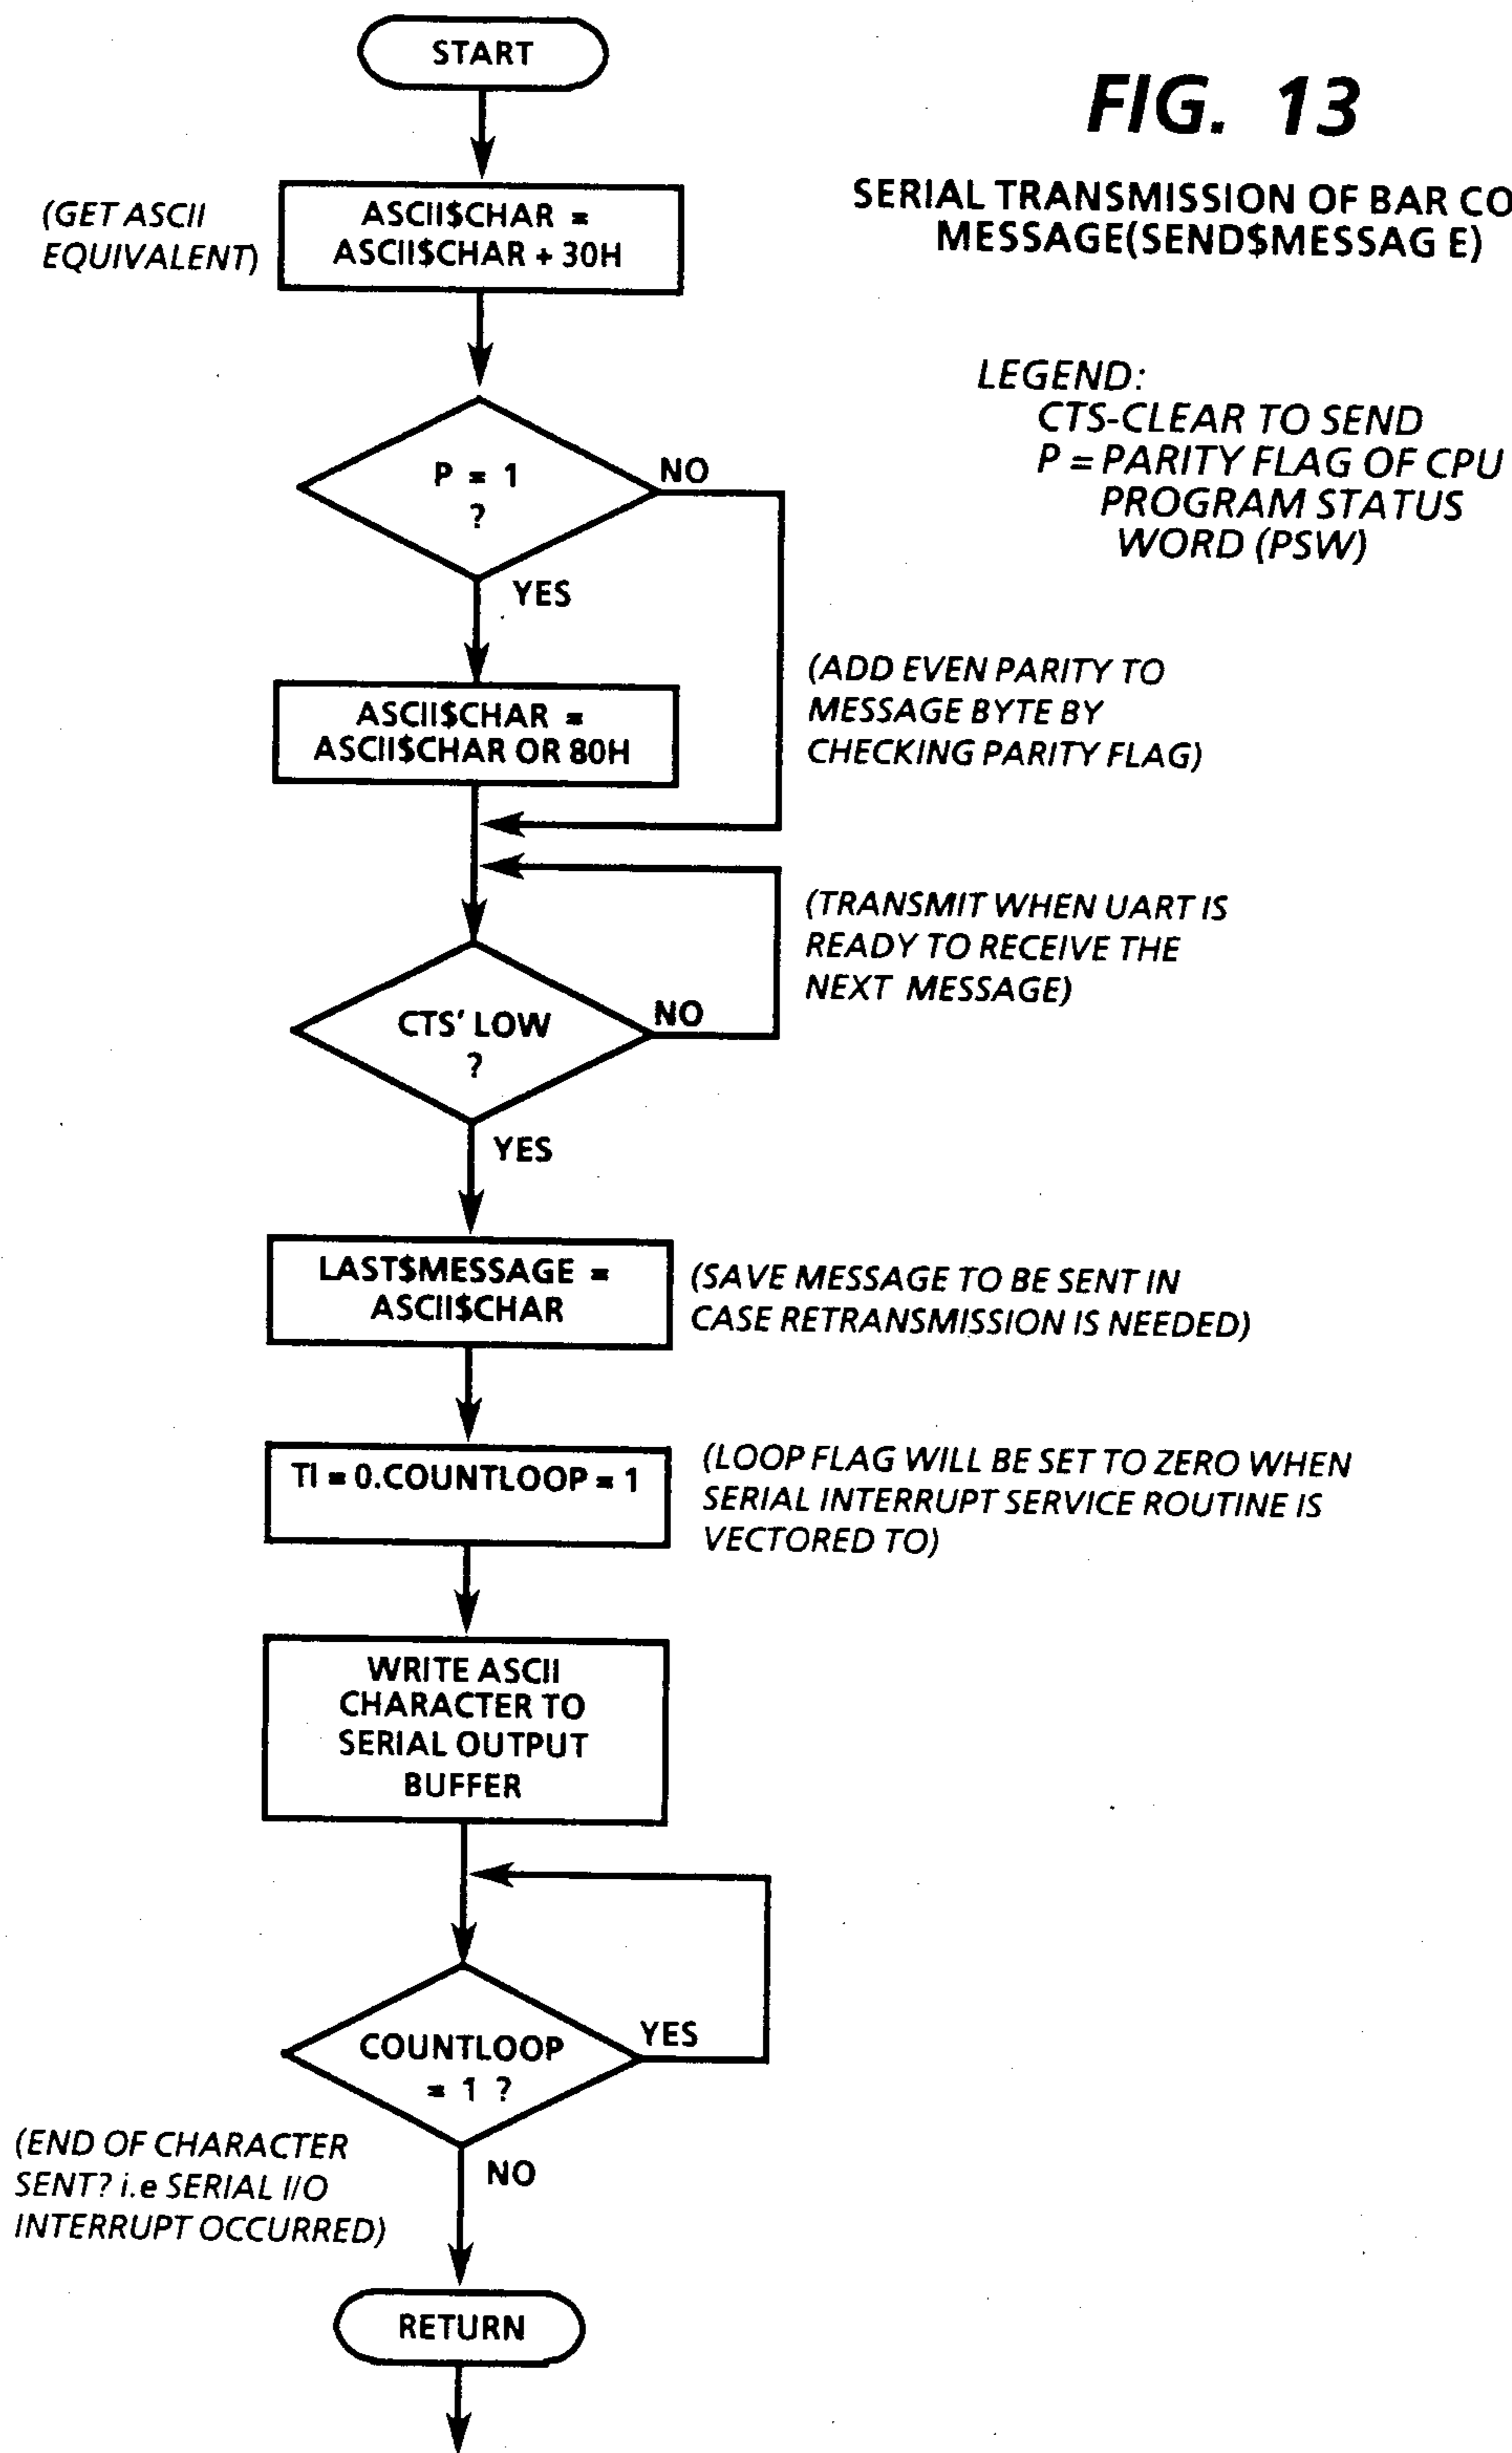 START
FIG. 13
SERIAL TRANSMISSION OF BAR CO
MESSAGE(SEND$MESSAG E)
(GET ASCII
EQUIVALENT)
ASCII$CHAR =
ASCII$CHAR + 30H
LEGEND:
CTS-CLEAR TO SEND
P = PARITY FLAG OF CPU
PROGRAM STATUS
WORD (PSW)
P = 1
?
NO
YES
ASCII$CHAR =
ASCII$CHAR OR 80H
(ADD EVEN PARITY TO
MESSAGE BYTE BY
CHECKING PARITY FLAG)
(TRANSMIT WHEN UART IS
READY TO RECEIVE THE
NEXT MESSAGE)
CTS' LOW
?
NO
YES
LAST$MESSAGE =
ASCII$CHAR
(SAVE MESSAGE TO BE SENT IN
CASE RETRANSMISSION IS NEEDED)
TI = 0.COUNTLOOP = 1
(LOOP FLAG WILL BE SET TO ZERO WHEN
SERIAL INTERRUPT SERVICE ROUTINE IS
VECTORED TO)
WRITE ASCII
CHARACTER TO
SERIAL OUTPUT
BUFFER
COUNTLOOP
= 1 ?
YES
NO
(END OF CHARACTER
SENT? i.e SERIAL I/O
INTERRUPT OCCURRED)
RETURN